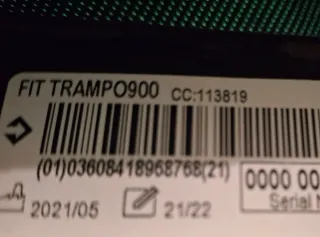 FIT TRAMPO900 CC:113819
(01)03608418968768(21)
0000 00
Serial N
2021/05 21/22